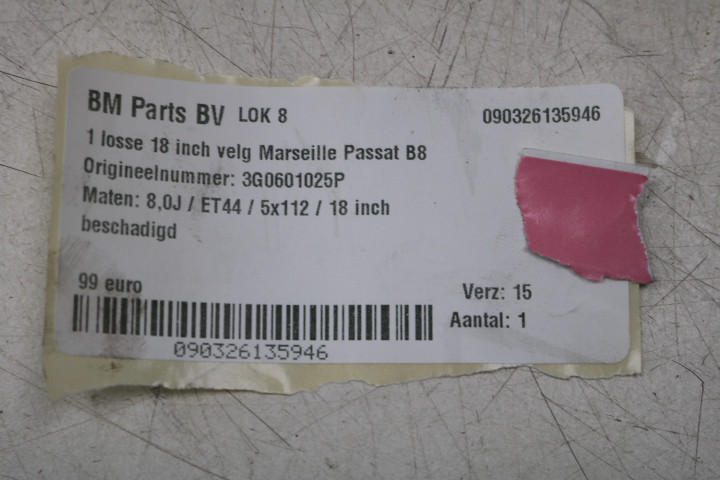 BM Parts BV LOK 8 090326135946
1 losse 18 inch velg Marseille Passat B8
Origineelnummer: 3G0601025P
Maten: 8,0J / ET44 / 5x112 / 18 inch
beschadigd
99 euro
Verz: 15
Aantal: 1
090326135946